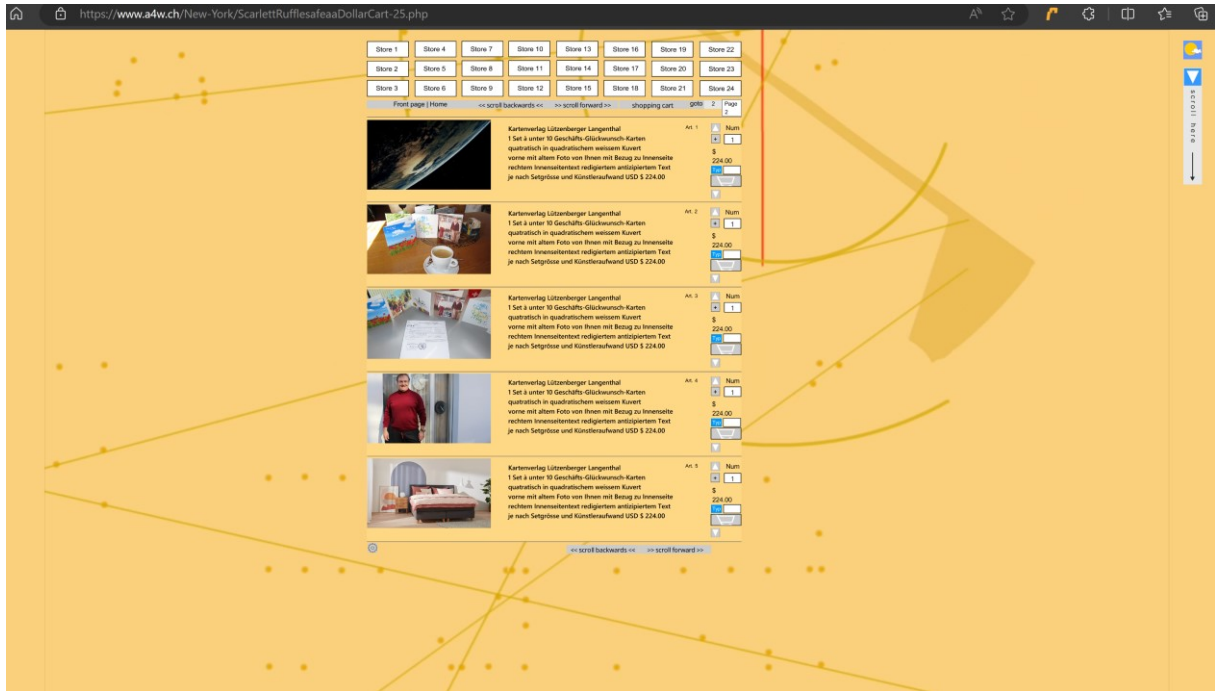 https://www.a4w.ch/New-York/ScarlettRufflesafeaaDollarCart-25.php
Store 1 Store 4 Store 7 Store 10 Store 13 Store 16 Store 19 Store 22
Store 2 Store 5 Store 8 Store 11 Store 14 Store 17 Store 20 Store 23
Store 3 Store 6 Store 9 Store 12 Store 15 Store 18 Store 21 Store 24
Front page | Home << scroll backwards << >> scroll forward >> shopping cart goto 2 Page
2
scroll here
Kartenverlag Lützenberger Langenthal Art. 1 Num
1 Set à unter 10 Geschäfts-Glückwunsch-Karten + 1
quatratisch in quadratischem weissem Kuvert
vorne mit altem Foto von Ihnen mit Bezug zu Innenseite $
rechtem Innenseitentext redigiertem antizipiertem Text 224.00
je nach Setgrösse und Künstleraufwand USD $ 224.00
Kartenverlag Lützenberger Langenthal Art. 2 Num
1 Set à unter 10 Geschäfts-Glückwunsch-Karten + 1
quatratisch in quadratischem weissem Kuvert
vorne mit altem Foto von Ihnen mit Bezug zu Innenseite $
rechtem Innenseitentext redigiertem antizipiertem Text 224.00
je nach Setgrösse und Künstleraufwand USD $ 224.00
Kartenverlag Lützenberger Langenthal Art. 3 Num
1 Set à unter 10 Geschäfts-Glückwunsch-Karten + 1
quatratisch in quadratischem weissem Kuvert
vorne mit altem Foto von Ihnen mit Bezug zu Innenseite $
rechtem Innenseitentext redigiertem antizipiertem Text 224.00
je nach Setgrösse und Künstleraufwand USD $ 224.00
Kartenverlag Lützenberger Langenthal Art. 4 Num
1 Set à unter 10 Geschäfts-Glückwunsch-Karten + 1
quatratisch in quadratischem weissem Kuvert
vorne mit altem Foto von Ihnen mit Bezug zu Innenseite $
rechtem Innenseitentext redigiertem antizipiertem Text 224.00
je nach Setgrösse und Künstleraufwand USD $ 224.00
Kartenverlag Lützenberger Langenthal Art. 5 Num
1 Set à unter 10 Geschäfts-Glückwunsch-Karten + 1
quatratisch in quadratischem weissem Kuvert
vorne mit altem Foto von Ihnen mit Bezug zu Innenseite $
rechtem Innenseitentext redigiertem antizipiertem Text 224.00
je nach Setgrösse und Künstleraufwand USD $ 224.00
<< scroll backwards << >> scroll forward >>